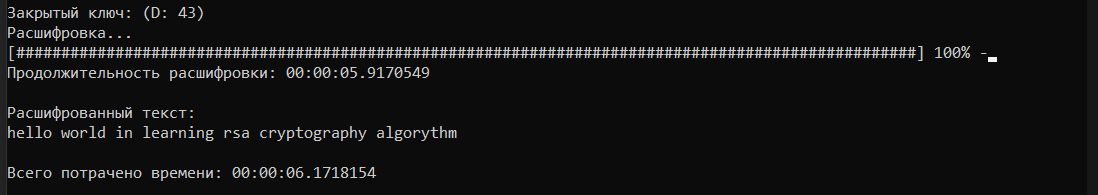 Закрытый ключ: (D: 43)
Расшифровка...
[####################################################################################################] 100% -
Продолжительность расшифровки: 00:00:05.9170549
Расшифрованный текст:
hello world in learning rsa cryptography algorythm
Всего потрачено времени: 00:00:06.1718154